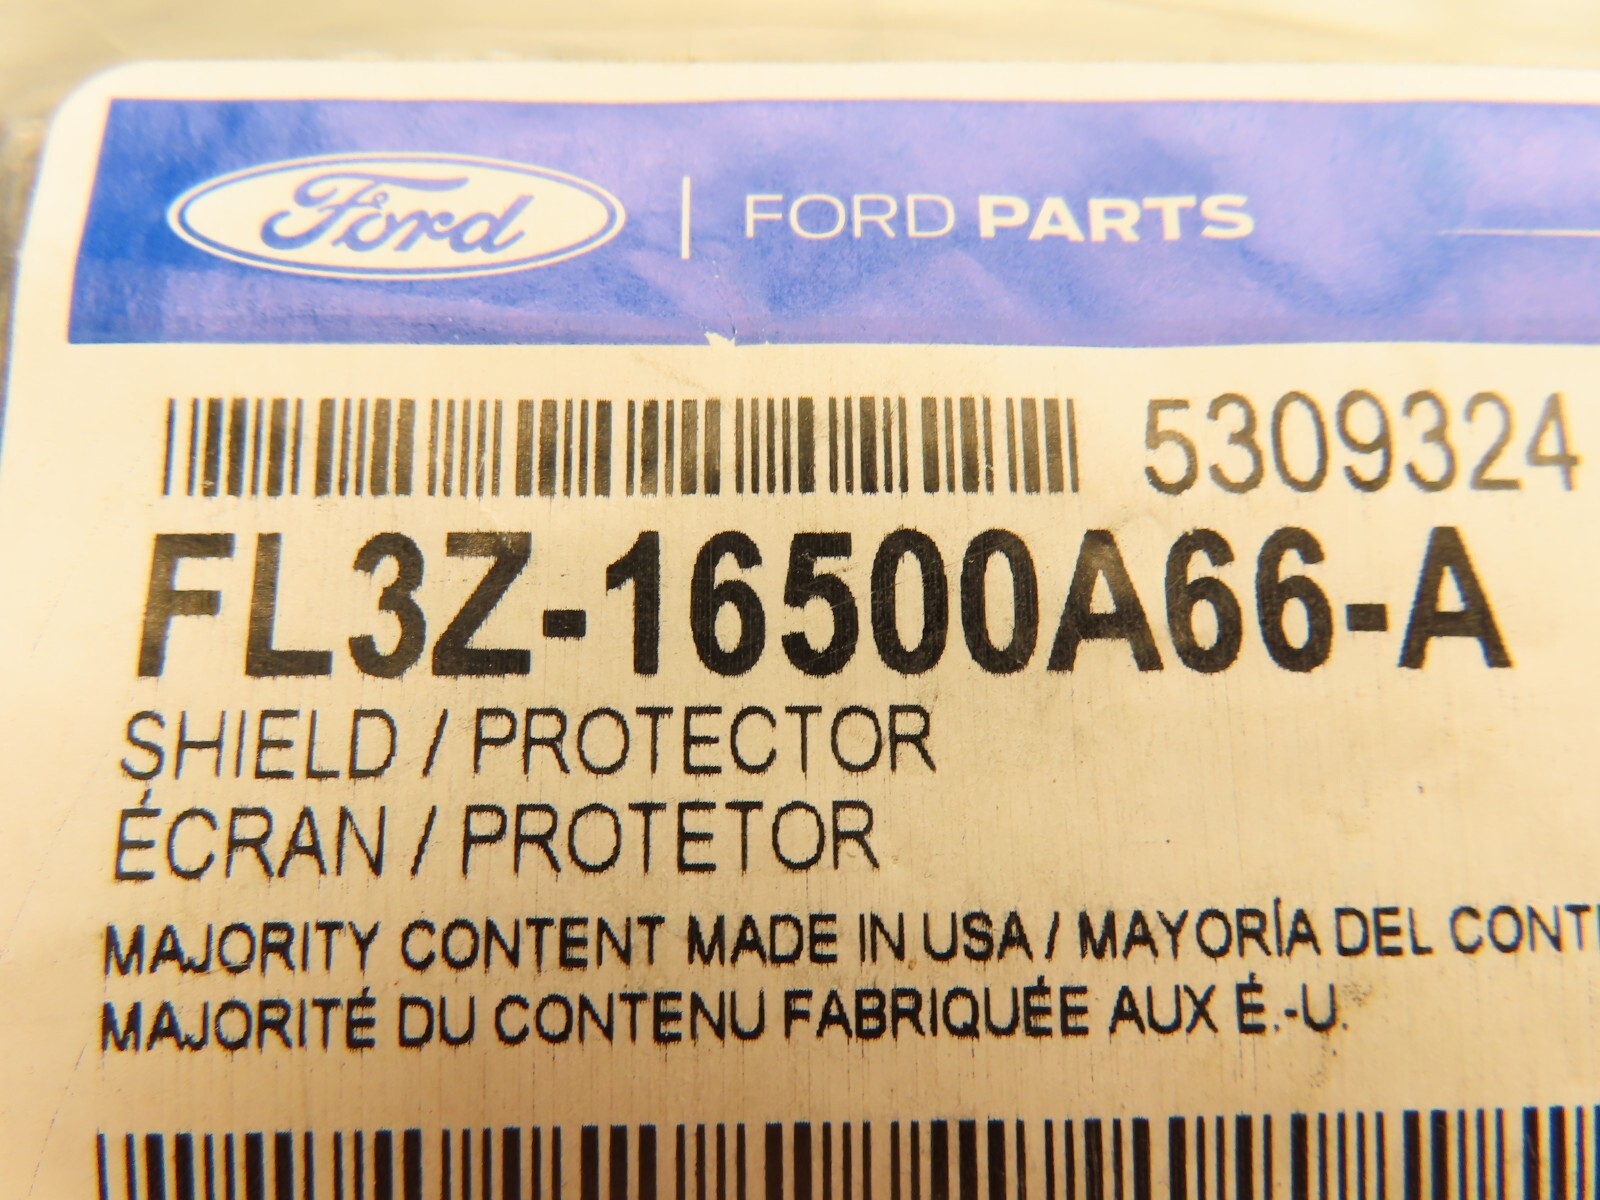 Ford | FORD PARTS
5309324
FL3Z-16500A66-A
SHIELD / PROTECTOR
ÉCRAN / PROTETOR
MAJORITY CONTENT MADE IN USA / MAYORÍA DEL
MAJORITÉ DU CONTENU FABRIQUÉE AUX É.-U.